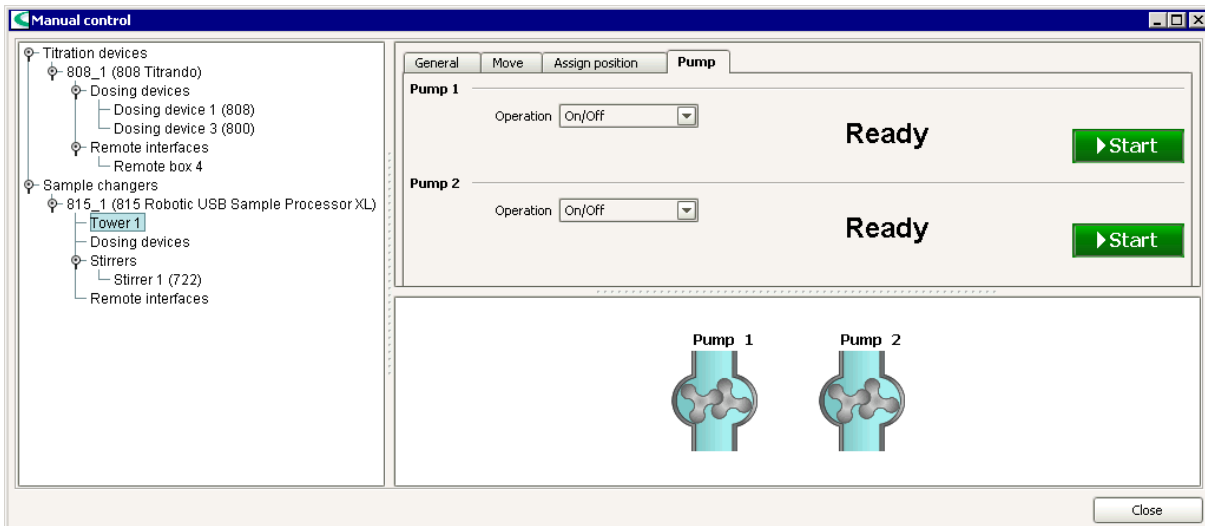 Manual control
Titration devices
808_1 (808 Titrando)
Dosing devices
Dosing device 1 (808)
Dosing device 3 (800)
Remote interfaces
Remote box 4
Sample changers
815_1 (815 Robotic USB Sample Processor XL)
Tower 1
Dosing devices
Stirrers
Stirrer 1 (722)
Remote interfaces
General Move Assign position Pump
Pump 1
Operation On/Off
Ready
Start
Pump 2
Operation On/Off
Ready
Start
Pump 1 Pump 2
Close